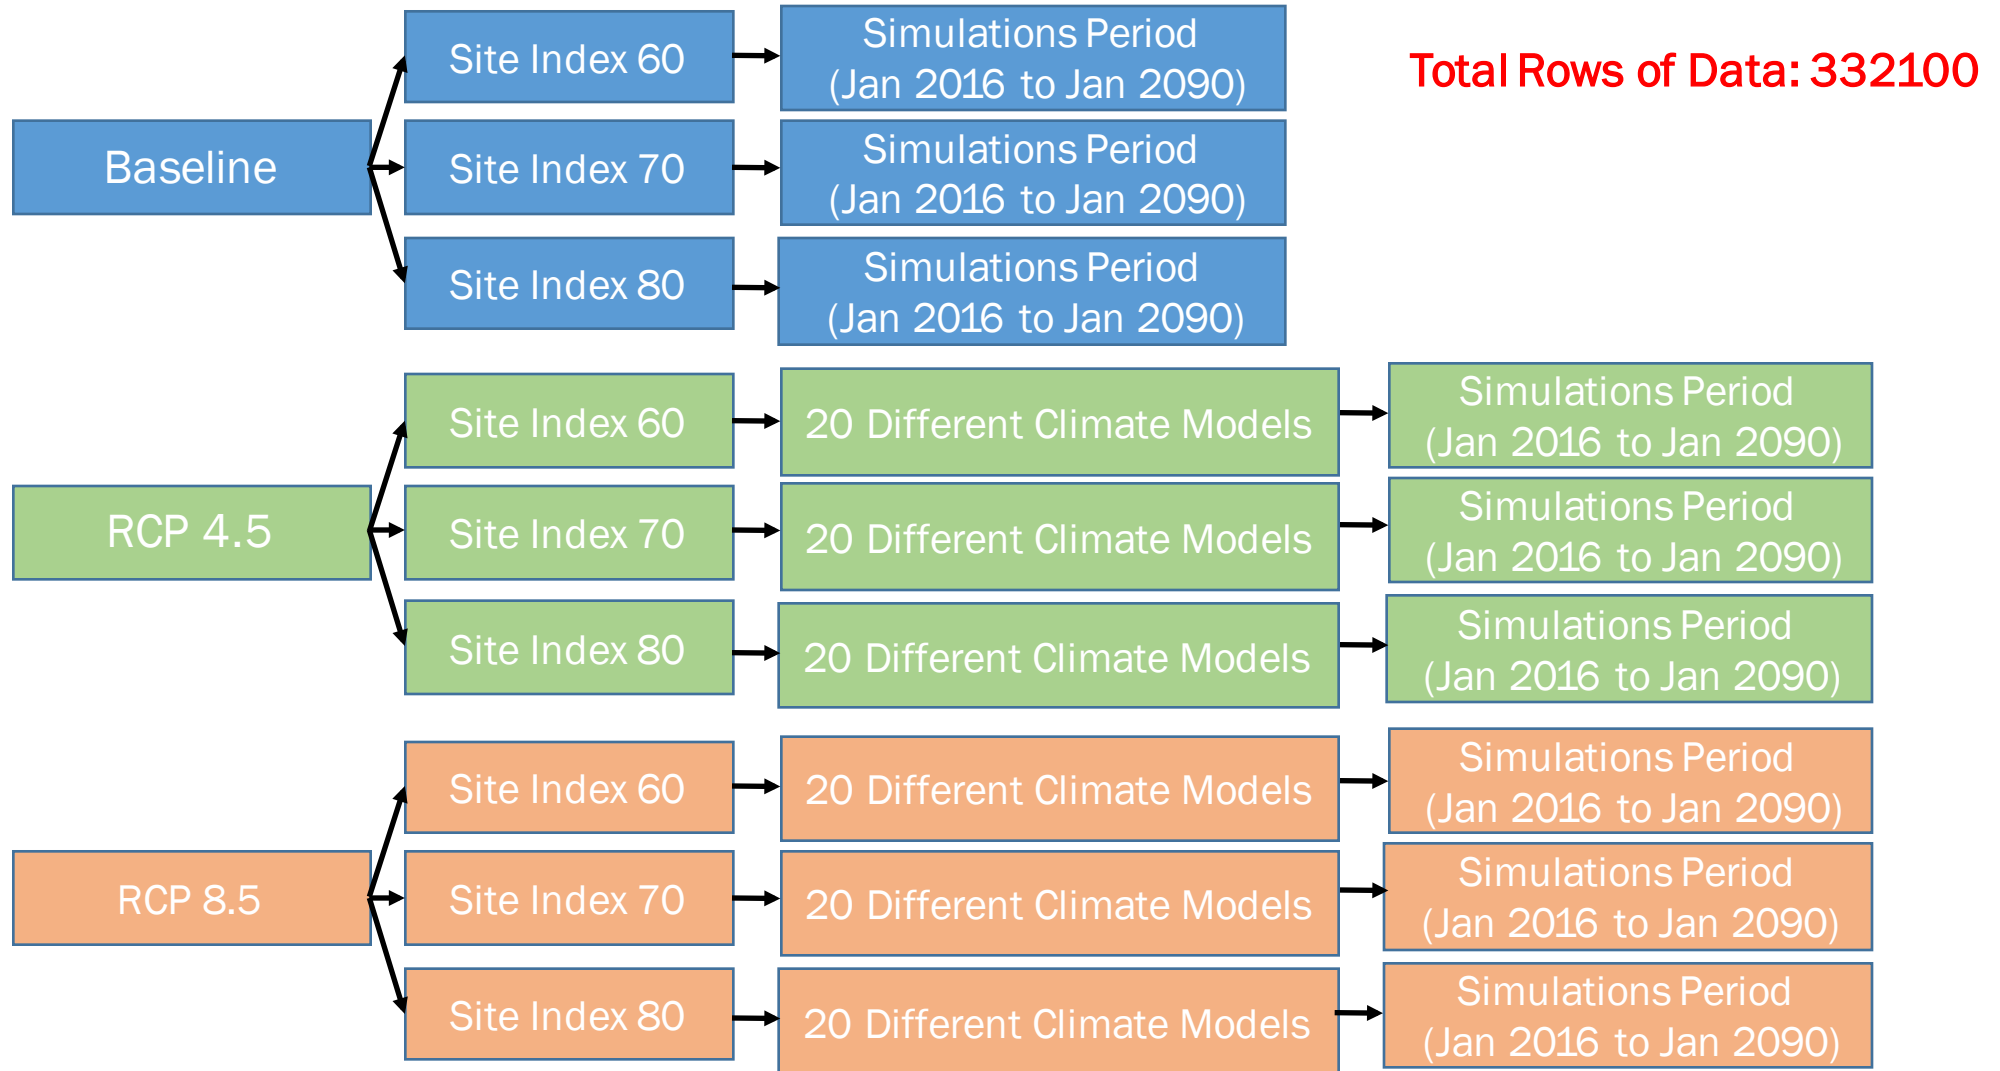 Total Rows of Data: 332100
Baseline
Site Index 60
Simulations Period
(Jan 2016 to Jan 2090)
Site Index 70
Simulations Period
(Jan 2016 to Jan 2090)
Site Index 80
Simulations Period
(Jan 2016 to Jan 2090)
RCP 4.5
Site Index 60
20 Different Climate Models
Simulations Period
(Jan 2016 to Jan 2090)
Site Index 70
20 Different Climate Models
Simulations Period
(Jan 2016 to Jan 2090)
Site Index 80
20 Different Climate Models
Simulations Period
(Jan 2016 to Jan 2090)
RCP 8.5
Site Index 60
20 Different Climate Models
Simulations Period
(Jan 2016 to Jan 2090)
Site Index 70
20 Different Climate Models
Simulations Period
(Jan 2016 to Jan 2090)
Site Index 80
20 Different Climate Models
Simulations Period
(Jan 2016 to Jan 2090)